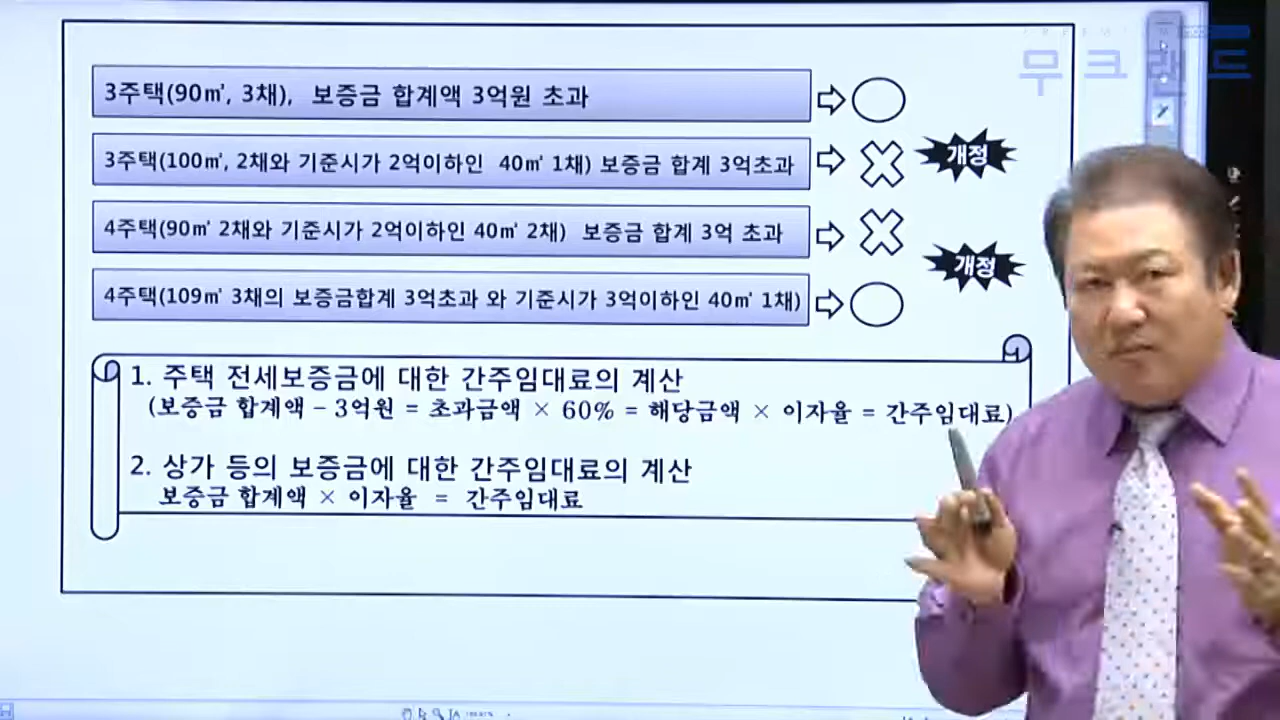 무크랜드
3주택(90㎡, 3채), 보증금 합계액 3억원 초과
3주택(100㎡, 2채와 기준시가 2억이하인 40㎡ 1채) 보증금 합계 3억초과
개정
4주택(90㎡ 2채와 기준시가 2억이하인 40㎡ 2채) 보증금 합계 3억 초과
개정
4주택(109㎡ 3채의 보증금합계 3억초과 와 기준시가 3억이하인 40㎡ 1채)
1. 주택 전세보증금에 대한 간주임대료의 계산
(보증금 합계액 - 3억원 = 초과금액 × 60% = 해당금액 × 이자율 = 간주임대료)
2. 상가 등의 보증금에 대한 간주임대료의 계산
보증금 합계액 × 이자율 = 간주임대료